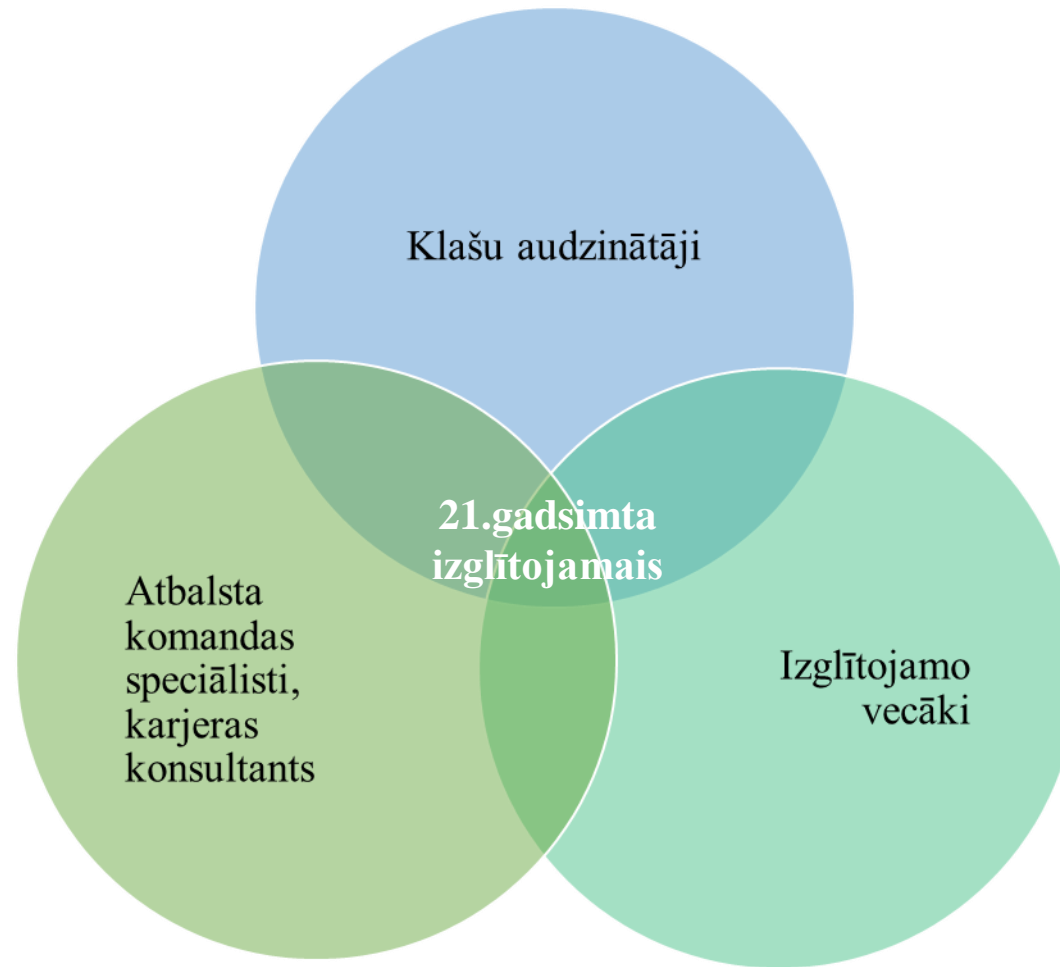 Klašu audzinātāji
21.gadsimta
izglītojamais
Atbalsta
komandas
speciālisti,
karjeras
konsultants
Izglītojamo
vecāki